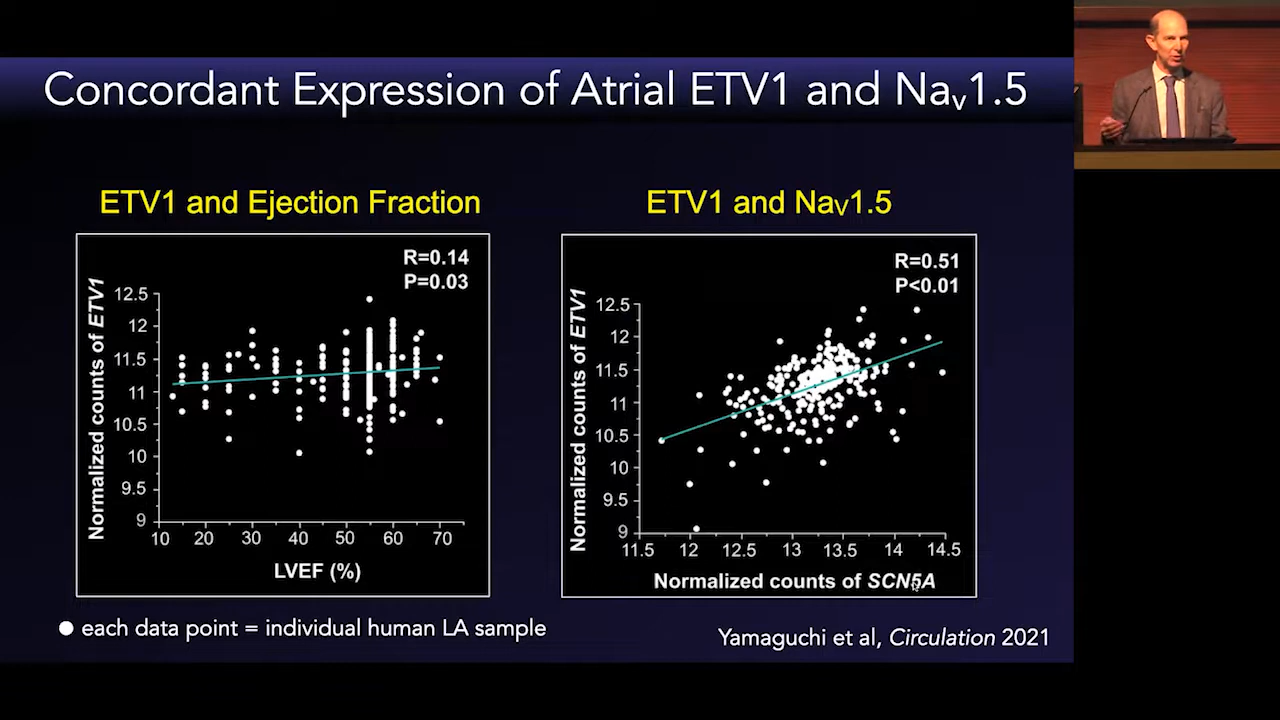 Concordant Expression of Atrial ETV1 and Nav1.5
ETV1 and Ejection Fraction
R=0.14
P=0.03
Normalized counts of ETV1
12.5
12
11.5
11
10.5
10
9.5
9
10 20 30 40 50 60 70
LVEF (%)
ETV1 and NaV1.5
R=0.51
P<0.01
Normalized counts of ETV1
12.5
12
11.5
11
10.5
10
9.5
9
11.5 12 12.5 13 13.5 14 14.5
Normalized counts of SCN5A
each data point = individual human LA sample
Yamaguchi et al, Circulation 2021